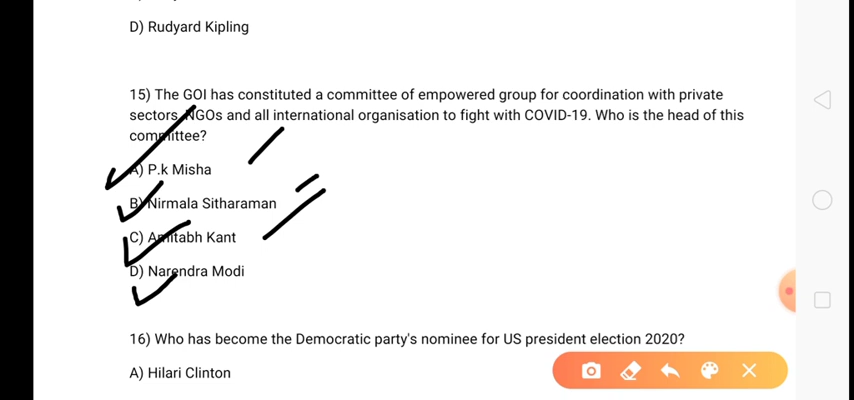 D) Rudyard Kipling
15) The GOI has constituted a committee of empowered group for coordination with private
sectors, NGOs and all international organisation to fight with COVID-19. Who is the head of this
committee?
A) P.k Misha
B) Nirmala Sitharaman
C) Amitabh Kant
D) Narendra Modi
16) Who has become the Democratic party's nominee for US president election 2020?
A) Hilari Clinton